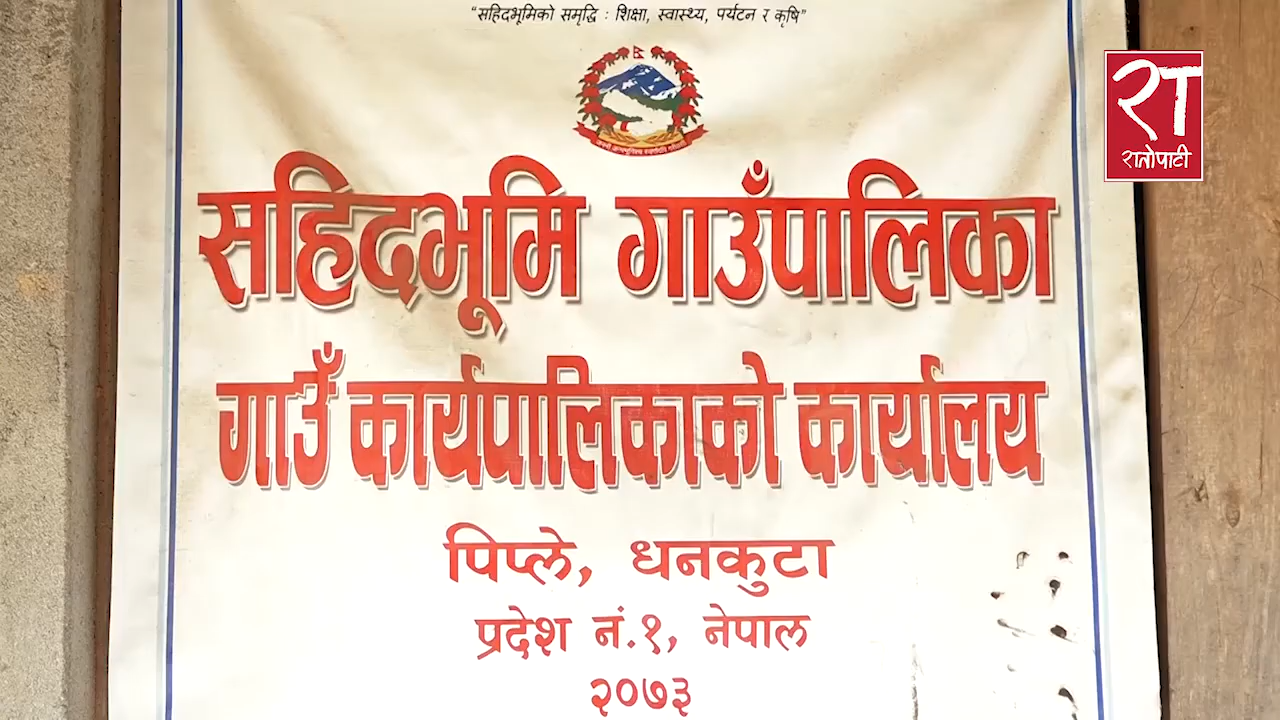 “सहिदभूमिको समृद्धि : शिक्षा, स्वास्थ्य, पर्यटन र कृषि”
सहिदभूमि गाउँपालिका
गाउँ कार्यपालिकाको कार्यालय
पिप्ले, धनकुटा
प्रदेश नं.१, नेपाल
२०७३
रा
रातोपाटी